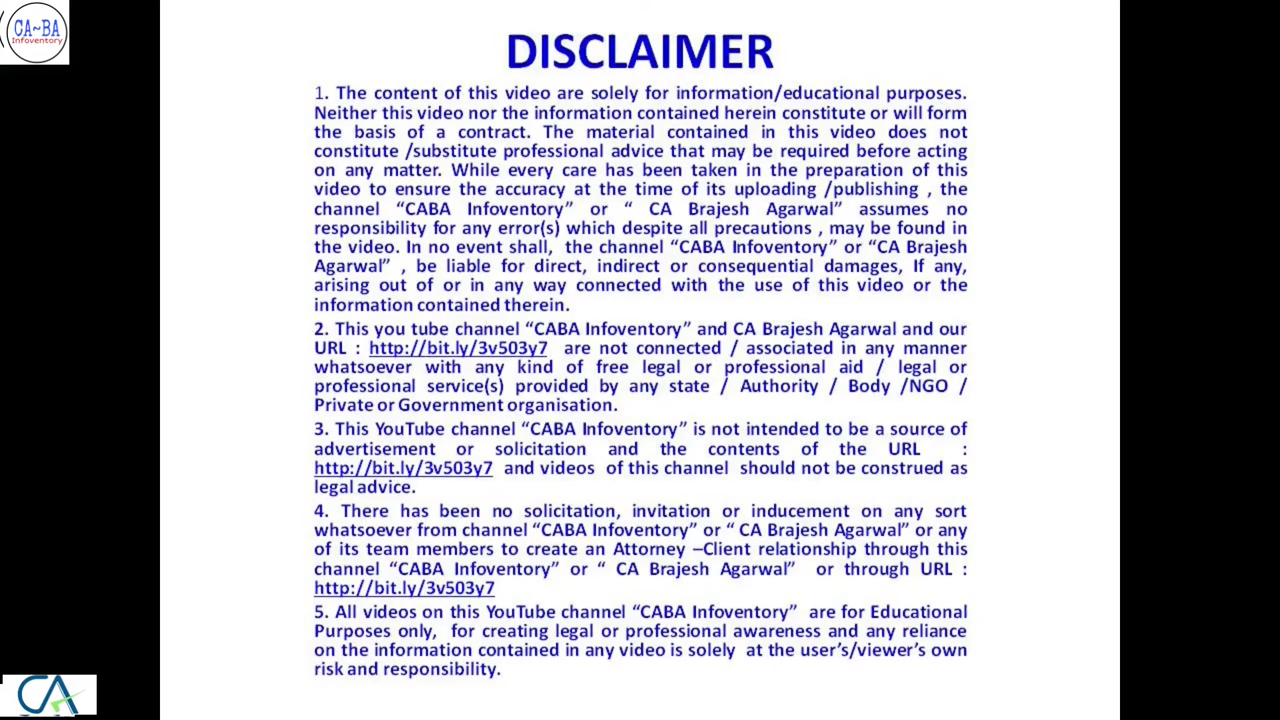 CA~BA
Infoventory
DISCLAIMER
1. The content of this video are solely for information/educational purposes.
Neither this video nor the information contained herein constitute or will form
the basis of a contract. The material contained in this video does not
constitute /substitute professional advice that may be required before acting
on any matter. While every care has been taken in the preparation of this
video to ensure the accuracy at the time of its uploading /publishing , the
channel “CABA Infoventory” or “ CA Brajesh Agarwal” assumes no
responsibility for any error(s) which despite all precautions , may be found in
the video. In no event shall, the channel “CABA Infoventory” or “CA Brajesh
Agarwal” , be liable for direct, indirect or consequential damages, If any,
arising out of or in any way connected with the use of this video or the
information contained therein.
2. This you tube channel “CABA Infoventory” and CA Brajesh Agarwal and our
URL : http://bit.ly/3v503y7 are not connected / associated in any manner
whatsoever with any kind of free legal or professional aid / legal or
professional service(s) provided by any state / Authority / Body /NGO /
Private or Government organisation.
3. This YouTube channel “CABA Infoventory” is not intended to be a source of
advertisement or solicitation and the contents of the URL :
http://bit.ly/3v503y7 and videos of this channel should not be construed as
legal advice.
4. There has been no solicitation, invitation or inducement on any sort
whatsoever from channel “CABA Infoventory” or “ CA Brajesh Agarwal” or any
of its team members to create an Attorney –Client relationship through this
channel “CABA Infoventory” or “ CA Brajesh Agarwal” or through URL :
http://bit.ly/3v503y7
5. All videos on this YouTube channel “CABA Infoventory” are for Educational
Purposes only, for creating legal or professional awareness and any reliance
on the information contained in any video is solely at the user’s/viewer’s own
risk and responsibility.
CA